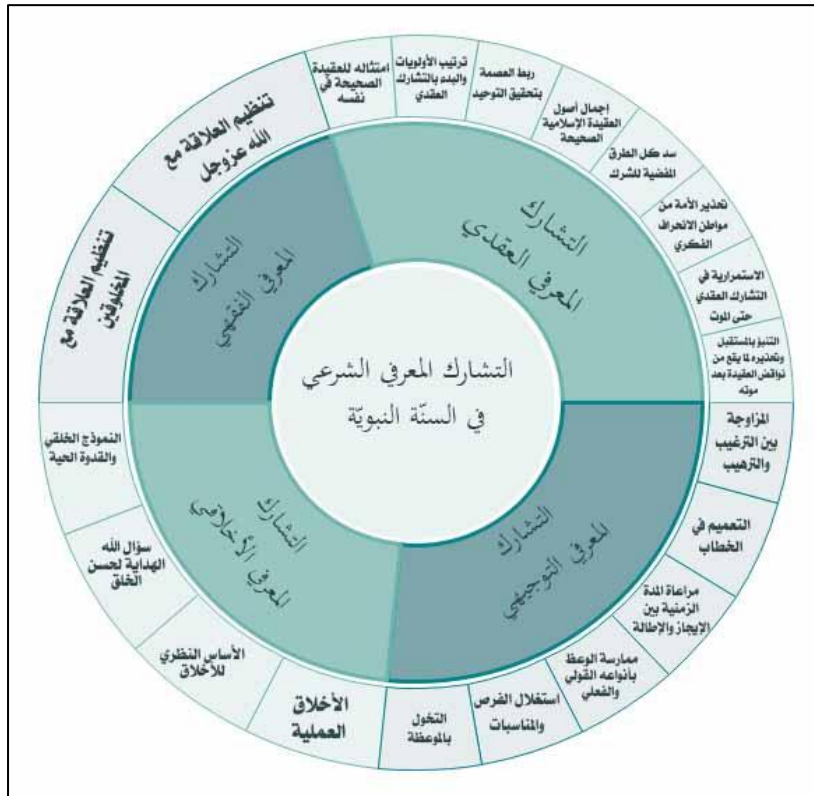 التشارك المعرفي الشرعي
في السنّة النبويّة
التشارك
المعرفي العقدي
امتثاله للعقيدة
الصحيحة في
نفسه
ترتيب الأولويات
والبدء بالتشارك
العقدي
ربط العصمة
بتحقيق التوحيد
إجمال أصول
العقيدة الإسلامية
الصحيحة
سد كل الطرق
المفضية للشرك
تحذير الأمة من
مواطن الانحراف
الفكري
الاستمرارية في
التشارك العقدي
حتى الموت
التنبؤ بالمستقبل
وتحذيره لما يقع من
نواقض العقيدة بعد
موته
التشارك
المعرفي التوجيهي
المزاوجة
بين الترغيب
والترهيب
التعميم في
الخطاب
مراعاة المدة
الزمنية بين
الإيجاز والإطالة
ممارسة الوعظ
بأنواعه القولي
والفعلي
استغلال الفرص
والمناسبات
التخول
بالموعظة
التشارك
المعرفي الأخلاقي
الأخلاق
العملية
الأساس النظري
للأخلاق
سؤال الله
الهداية لحسن
الخلق
النموذج الخلقي
والقدوة الحية
التشارك
المعرفي الفقهي
تنظيم العلاقة مع
المخلوقين
تنظيم العلاقة مع
الله عزوجل